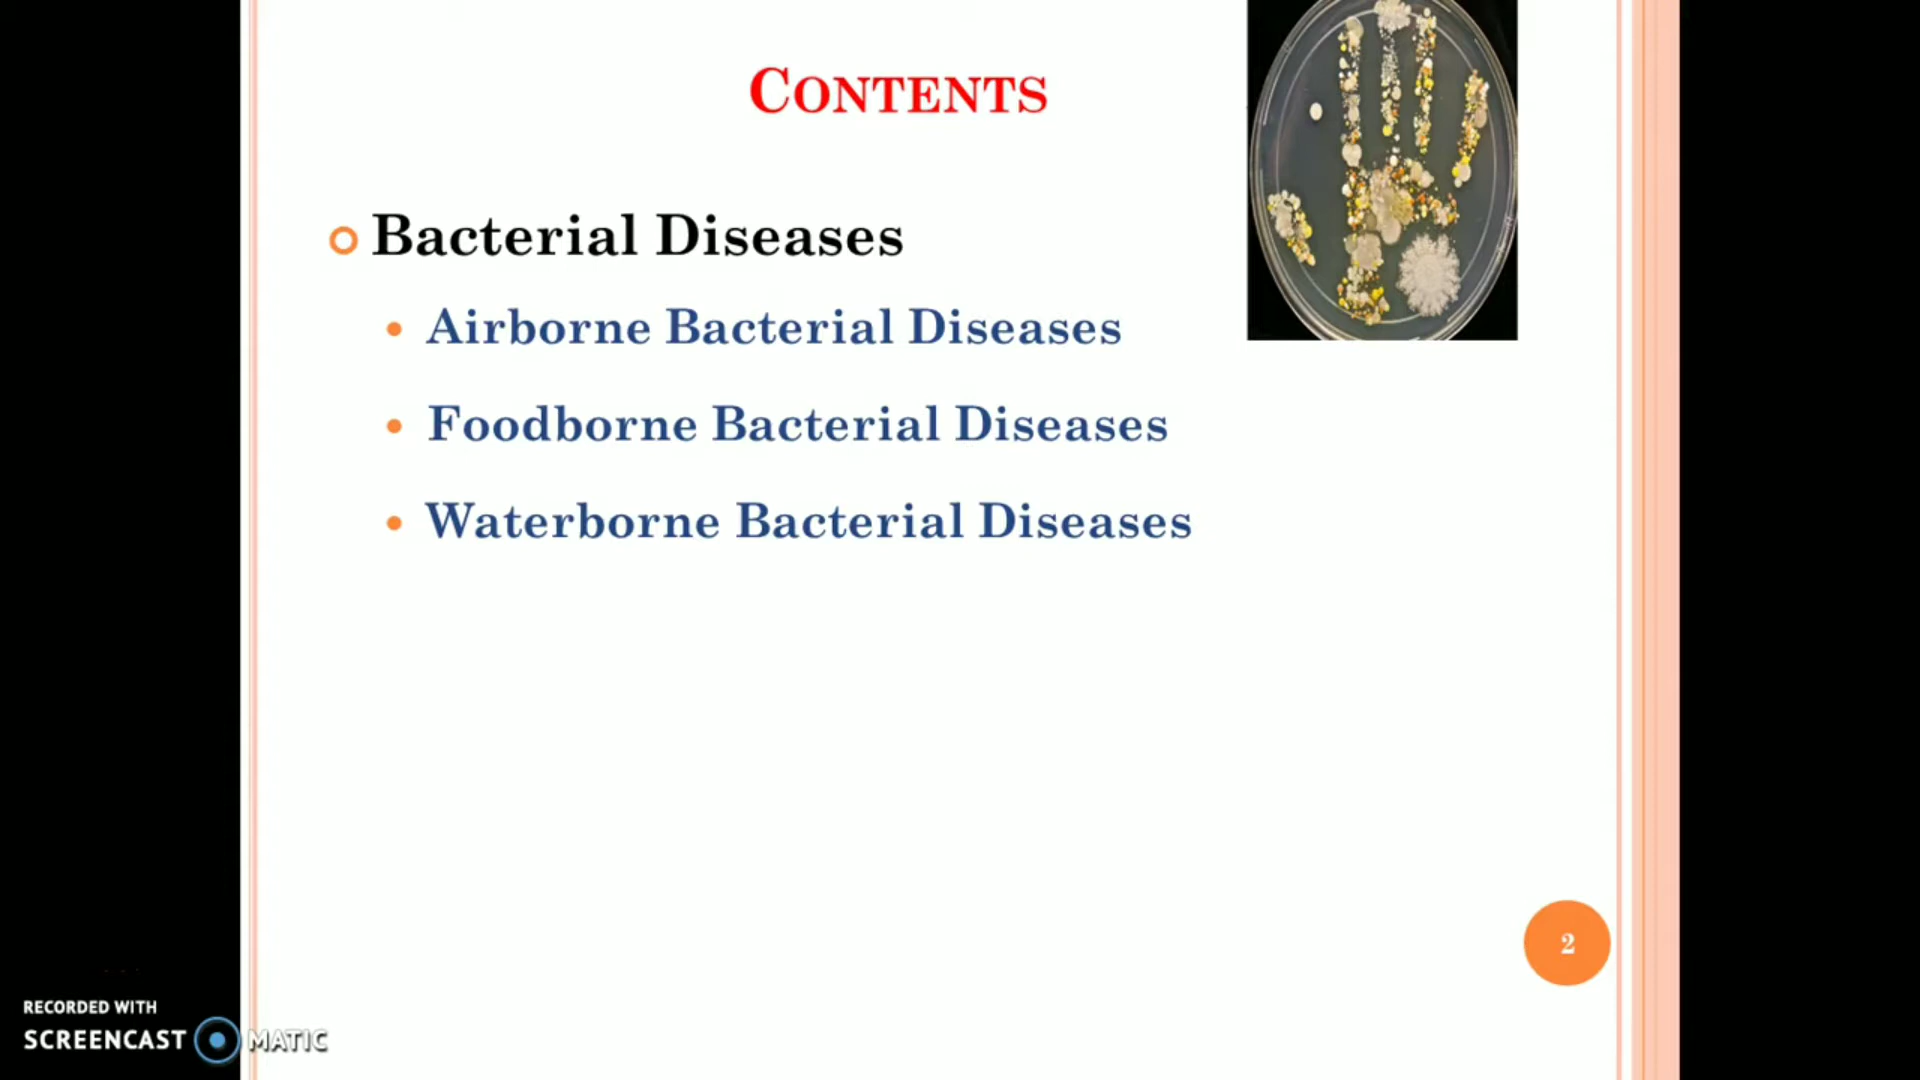 CONTENTS
Bacterial Diseases
Airborne Bacterial Diseases
Foodborne Bacterial Diseases
Waterborne Bacterial Diseases
2
RECORDED WITH
SCREENCAST MATIC